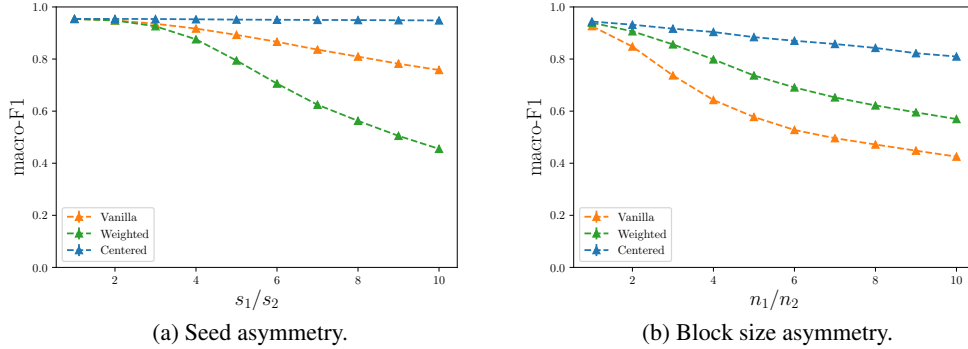 1.0
0.8
0.6
0.4
0.2
0.0
macro-F1
Vanilla
Weighted
Centered
2 4 6 8 10
s₁/s₂
(a) Seed asymmetry.
1.0
0.8
0.6
0.4
0.2
0.0
macro-F1
Vanilla
Weighted
Centered
2 4 6 8 10
n₁/n₂
(b) Block size asymmetry.